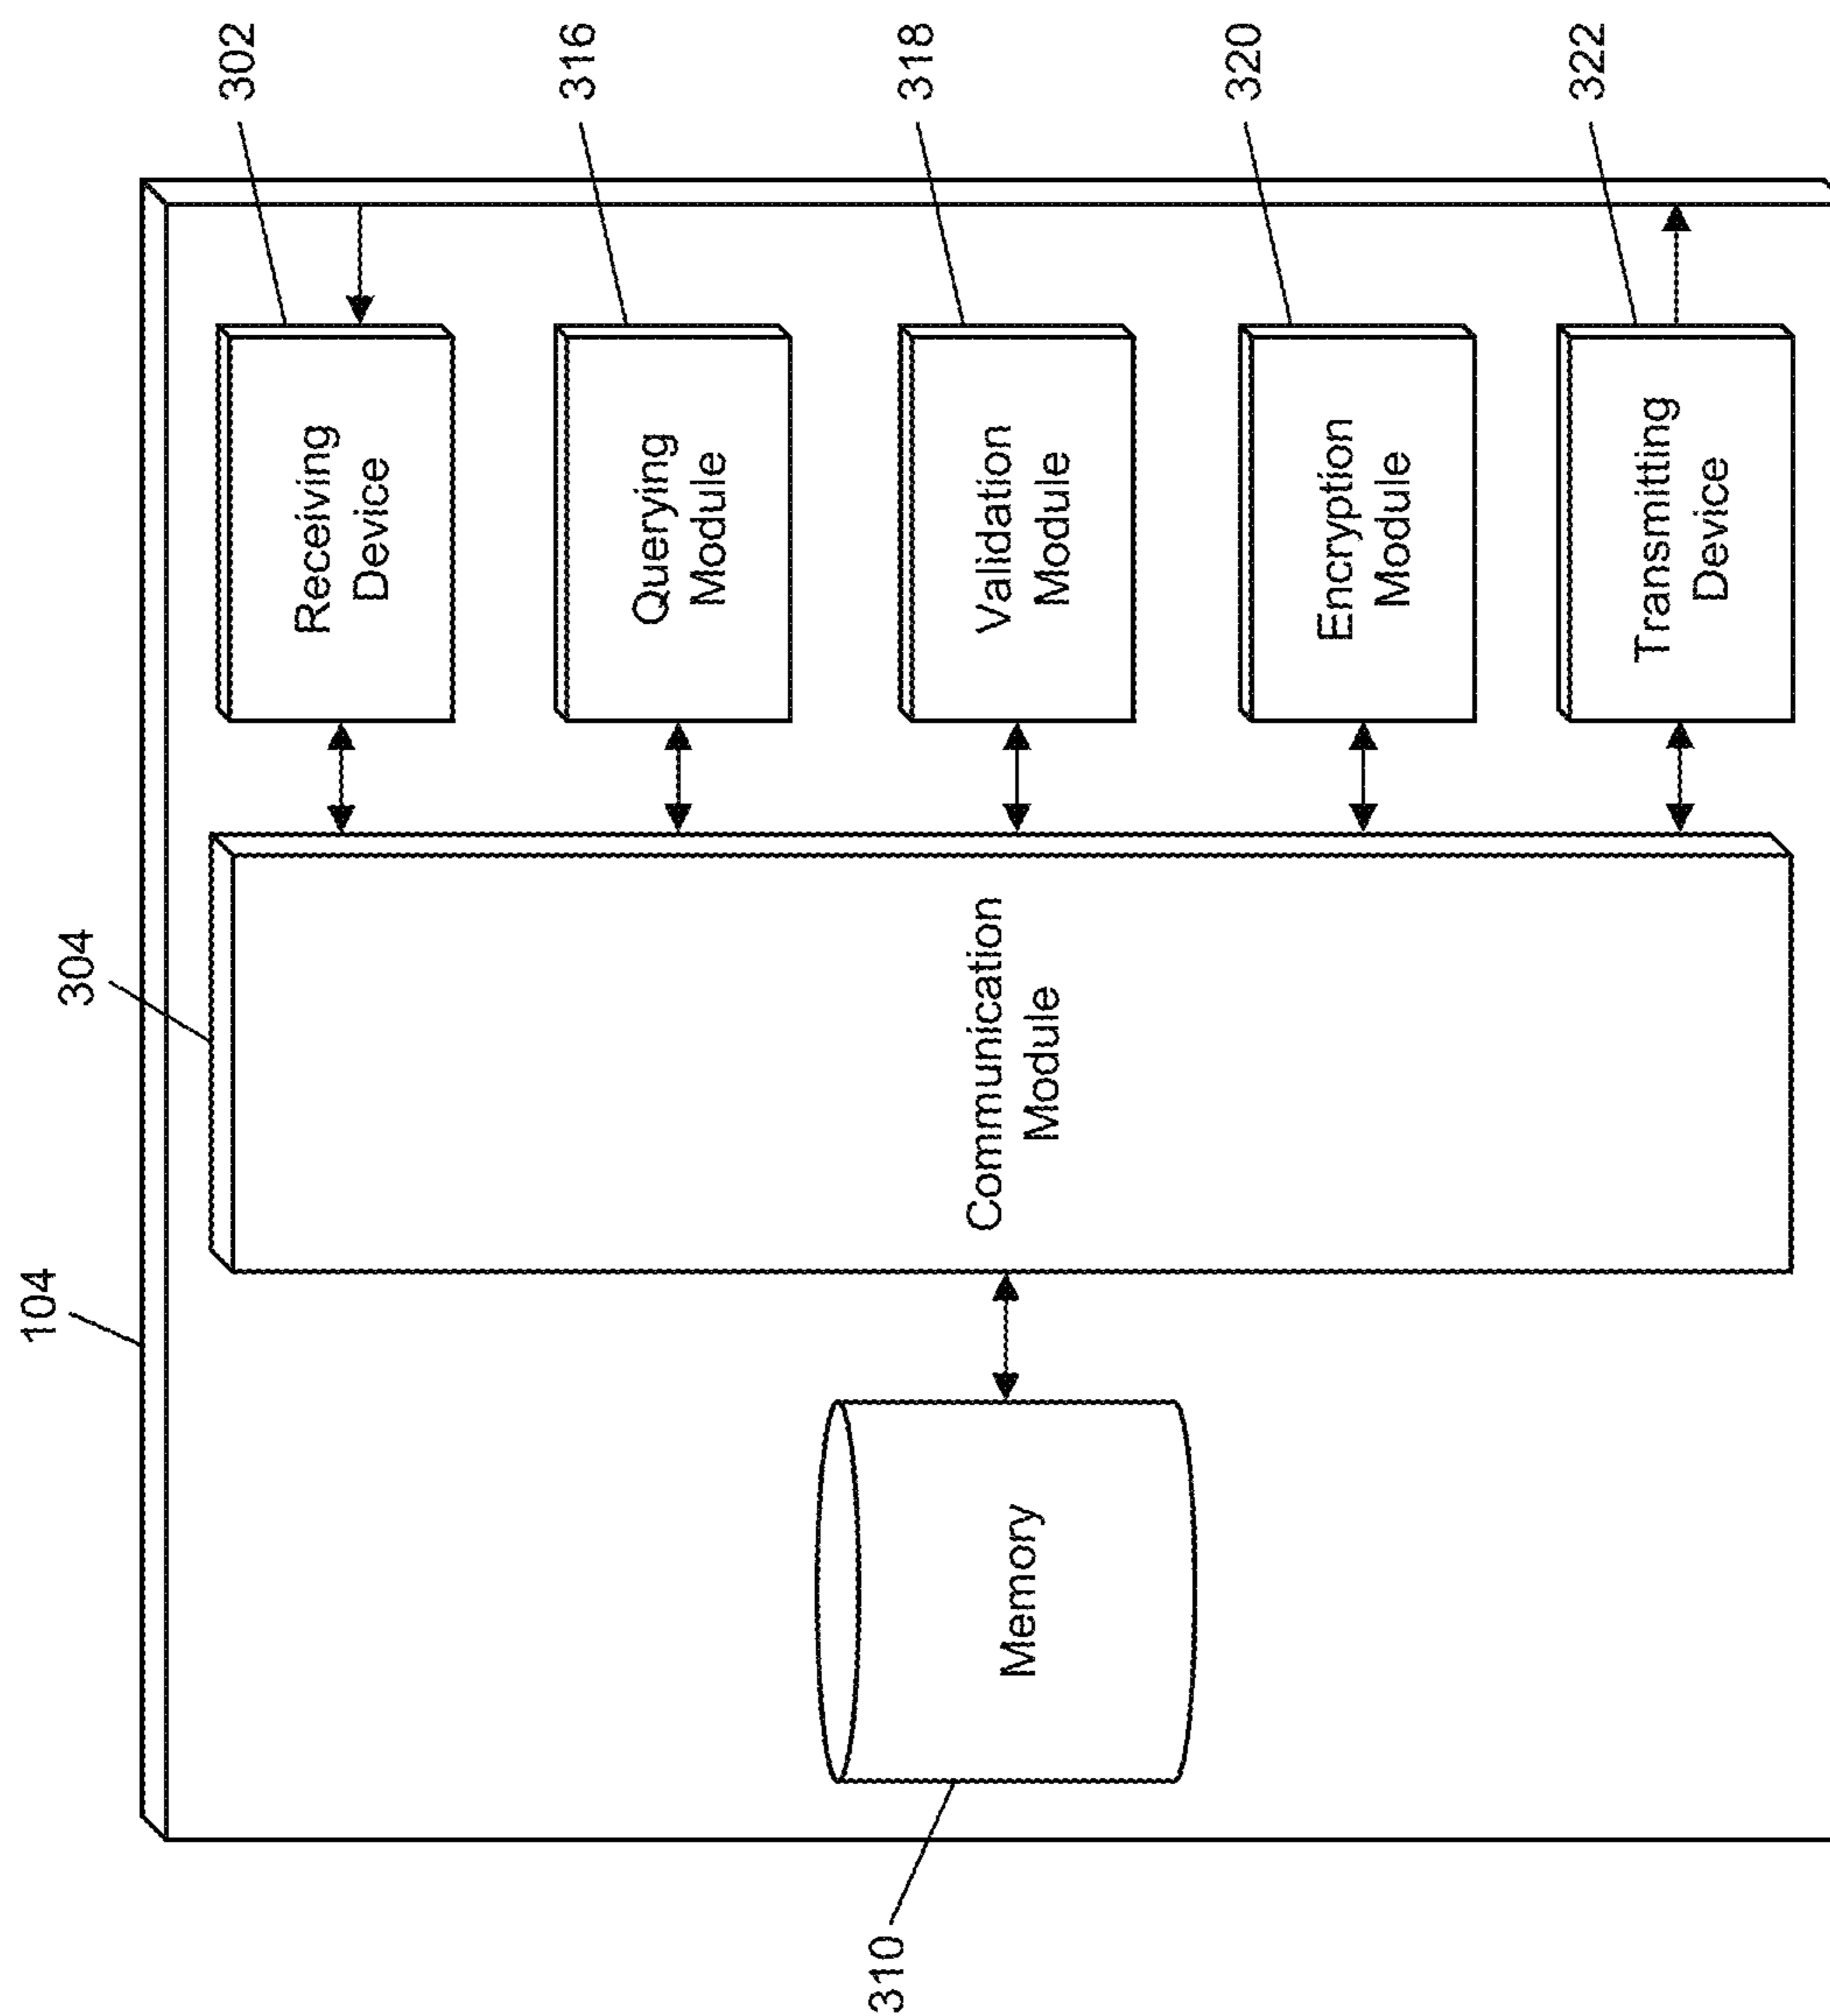 104
304
302
Receiving
Device
316
Querying
Module
310
Memory
Communication
Module
318
Validation
Module
320
Encryption
Module
322
Transmitting
Device